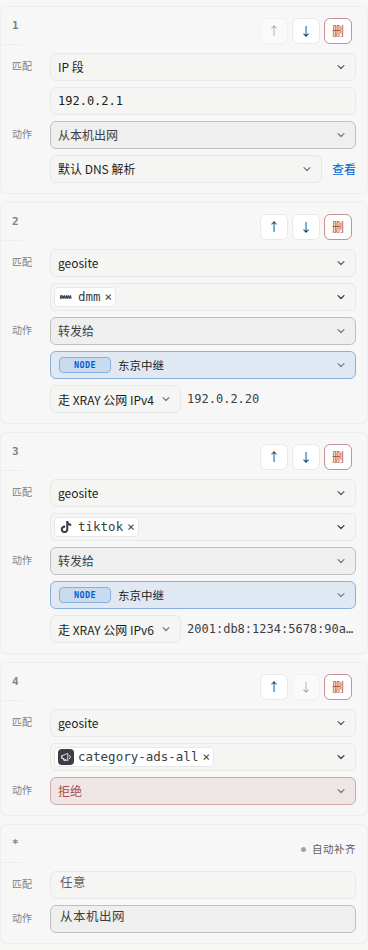 1
↑ ↓ 删
匹配 IP 段
192.0.2.1
动作 从本机出网
默认 DNS 解析 查看
2
↑ ↓ 删
匹配 geosite
dmm ×
动作 转发给
NODE 东京中继
走 XRAY 公网 IPv4 192.0.2.20
3
↑ ↓ 删
匹配 geosite
tiktok ×
动作 转发给
NODE 东京中继
走 XRAY 公网 IPv6 2001:db8:1234:5678:90a…
4
↑ ↓ 删
匹配 geosite
category-ads-all ×
动作 拒绝
*
自动补齐
匹配 任意
动作 从本机出网